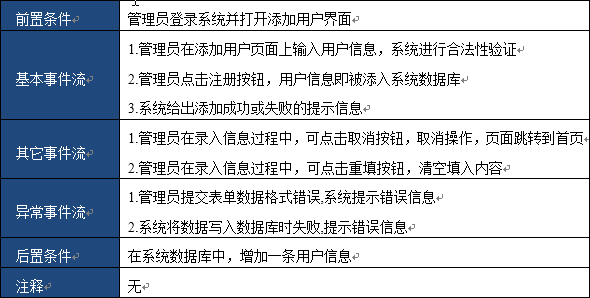 前置条件 管理员登录系统并打开添加用户界面
基本事件流 1.管理员在添加用户页面上输入用户信息，系统进行合法性验证
2.管理员点击注册按钮，用户信息即被添入系统数据库
3.系统给出添加成功或失败的提示信息
其它事件流 1.管理员在录入信息过程中，可点击取消按钮，取消操作，页面跳转到首页
2.管理员在录入信息过程中，可点击重填按钮，清空填入内容
异常事件流 1.管理员提交表单数据格式错误,系统提示错误信息
2.系统将数据写入数据库时失败,提示错误信息
后置条件 在系统数据库中，增加一条用户信息
注释 无